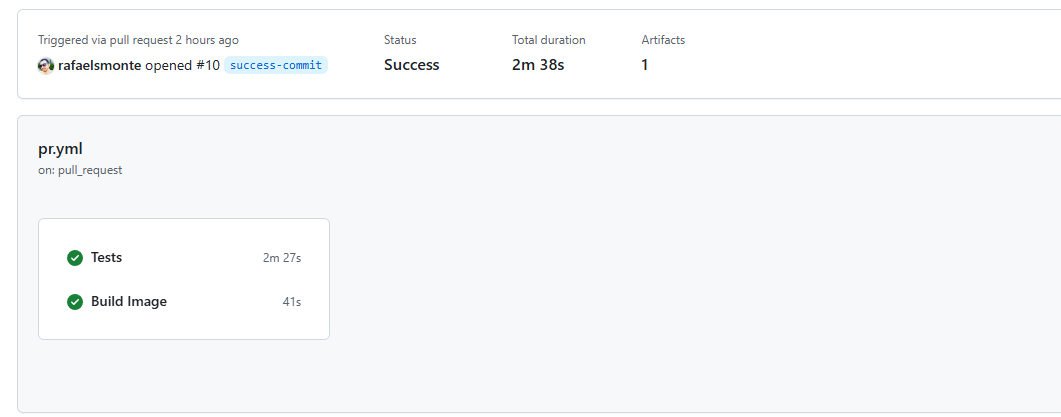 Triggered via pull request 2 hours ago
rafaelsmonte opened #10 success-commit
Status
Success
Total duration
2m 38s
Artifacts
1
pr.yml
on: pull_request
Tests 2m 27s
Build Image 41s